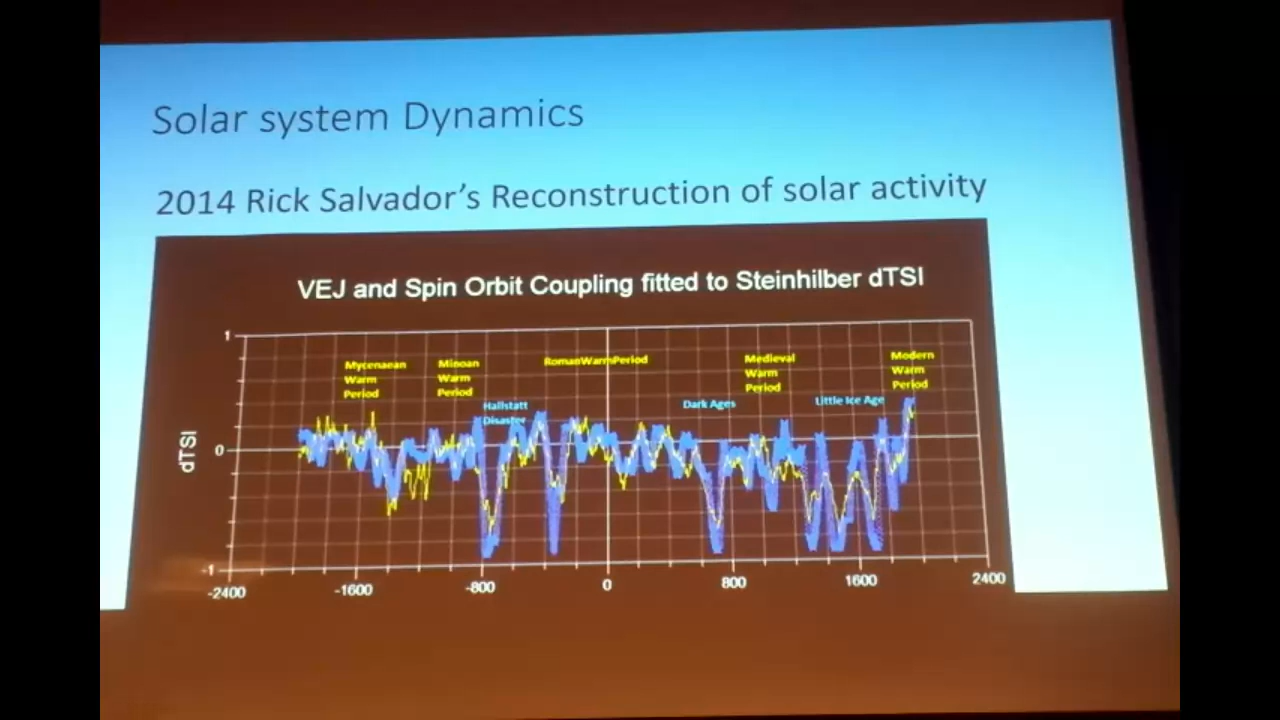 Solar system Dynamics
2014 Rick Salvador's Reconstruction of solar activity
VEJ and Spin Orbit Coupling fitted to Steinhilber dTSI
1
Mycenaean
Warm
Period
Minoan
Warm
Period
RomanWarmPeriod
Medieval
Warm
Period
Modern
Warm
Period
Hallstatt
Disaster
Dark Ages
Little Ice Age
dTSI
0
-1
-2400
-1600
-800
0
800
1600
2400